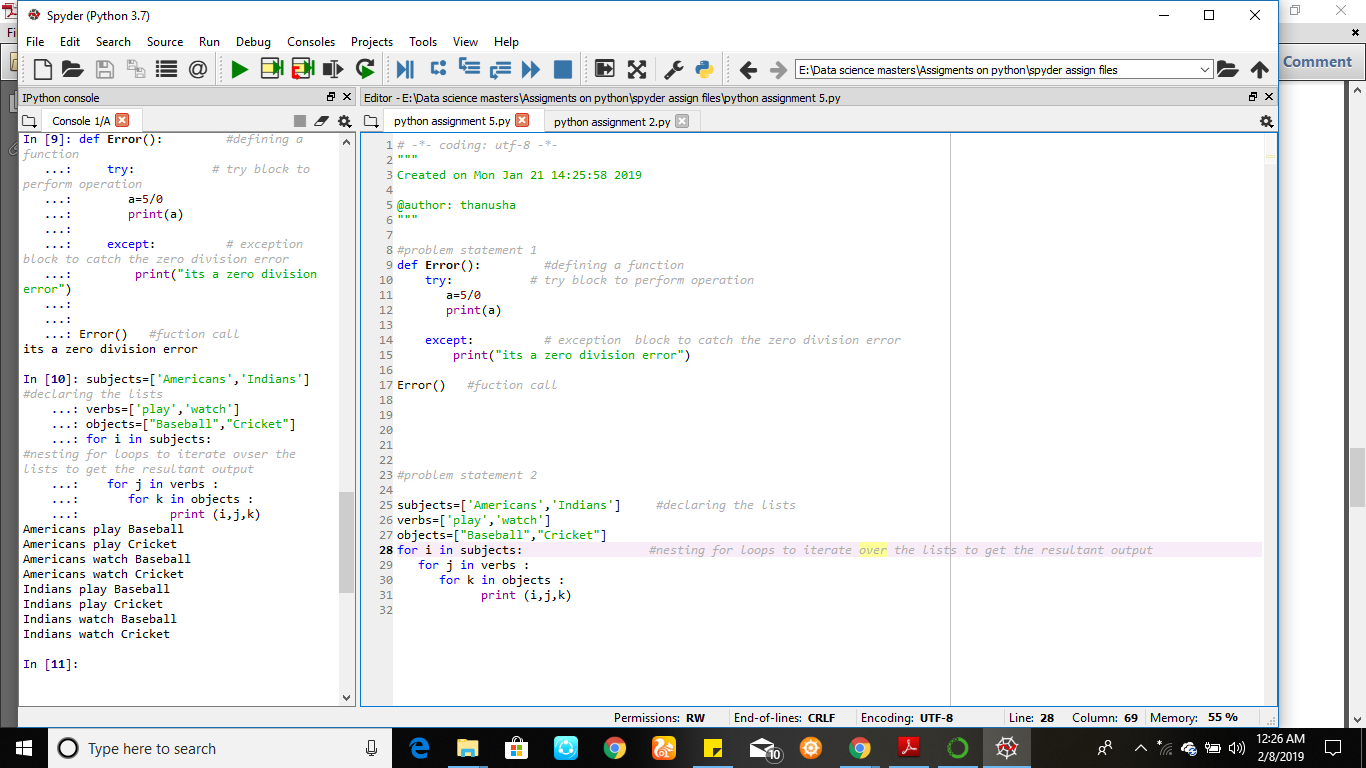 Spyder (Python 3.7)
File Edit Search Source Run Debug Consoles Projects Tools View Help
E:\Data science masters\Assigments on python\spyder assign files
Comment
IPython console
Console 1/A
In [9]: def Error():         #defining a
function
   ...:     try:           # try block to
perform operation
   ...:        a=5/0
   ...:        print(a)
   ...:
   ...:     except:          # exception
block to catch the zero division error
   ...:         print("its a zero division
error")
   ...:
   ...:
   ...: Error()   #fuction call
its a zero division error
In [10]: subjects=['Americans','Indians']
#declaring the lists
    ...: verbs=['play','watch']
    ...: objects=["Baseball","Cricket"]
    ...: for i in subjects:
#nesting for loops to iterate ovser the
lists to get the resultant output
    ...:    for j in verbs :
    ...:       for k in objects :
    ...:             print (i,j,k)
Americans play Baseball
Americans play Cricket
Americans watch Baseball
Americans watch Cricket
Indians play Baseball
Indians play Cricket
Indians watch Baseball
Indians watch Cricket
In [11]:
Editor - E:\Data science masters\Assigments on python\spyder assign files\python assignment 5.py
python assignment 5.py python assignment 2.py
1 # -*- coding: utf-8 -*-
2 """
3 Created on Mon Jan 21 14:25:58 2019
4
5 @author: thanusha
6 """
7
8 #problem statement 1
9 def Error():         #defining a function
10     try:           # try block to perform operation
11        a=5/0
12        print(a)
13
14     except:          # exception  block to catch the zero division error
15         print("its a zero division error")
16
17 Error()   #fuction call
18
19
20
21
22
23 #problem statement 2
24
25 subjects=['Americans','Indians']     #declaring the lists
26 verbs=['play','watch']
27 objects=["Baseball","Cricket"]
28 for i in subjects:                  #nesting for loops to iterate over the lists to get the resultant output
29    for j in verbs :
30       for k in objects :
31             print (i,j,k)
32
Permissions: RW End-of-lines: CRLF Encoding: UTF-8 Line: 28 Column: 69 Memory: 55 %
Type here to search
10
12:26 AM
2/8/2019